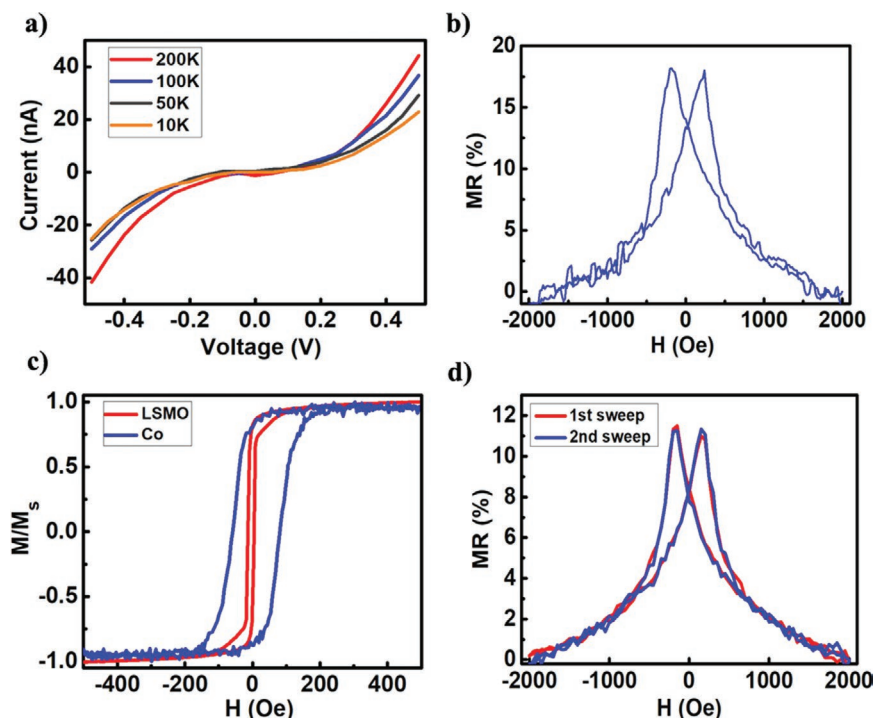 a)
200K
100K
50K
10K
Current (nA)
40
20
0
-20
-40
-0.4 -0.2 0.0 0.2 0.4
Voltage (V)
b)
MR (%)
20
15
10
5
0
-2000 -1000 0 1000 2000
H (Oe)
c)
LSMO
Co
M/Ms
1.0
0.5
0.0
-0.5
-1.0
-400 -200 0 200 400
H (Oe)
d)
1st sweep
2nd sweep
MR (%)
12
10
8
6
4
2
0
-2000 -1000 0 1000 2000
H (Oe)